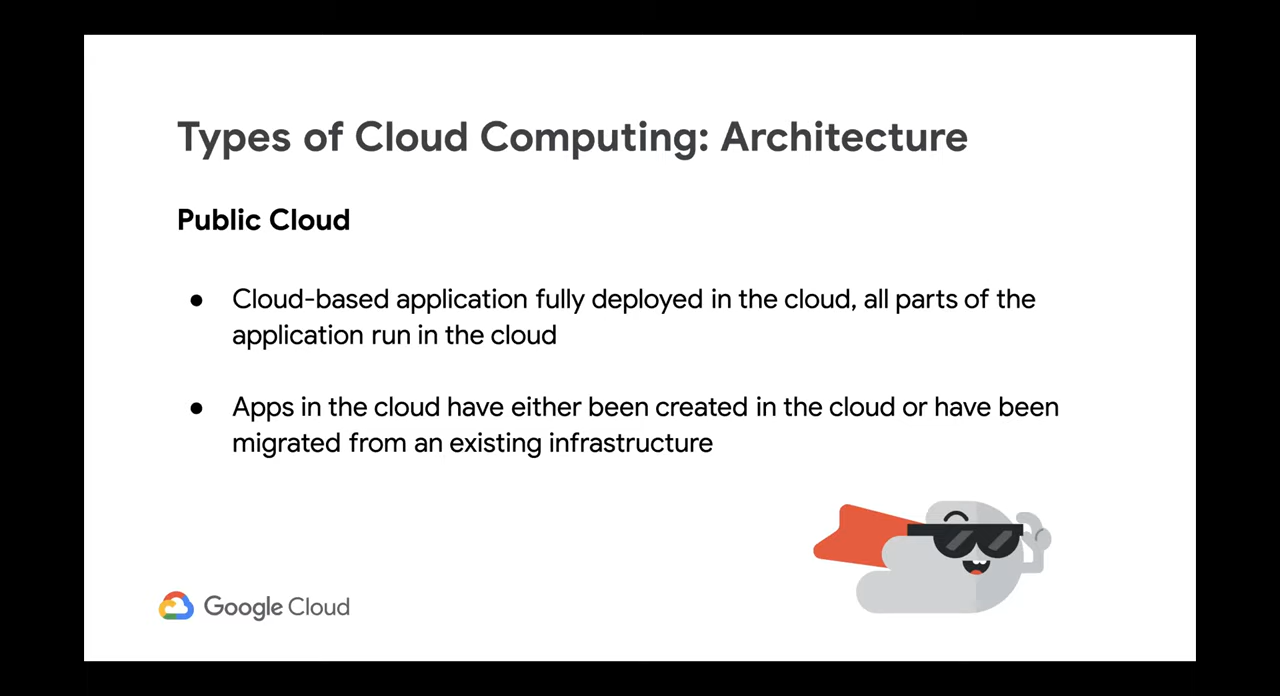 Types of Cloud Computing: Architecture
Public Cloud
● Cloud-based application fully deployed in the cloud, all parts of the
application run in the cloud
● Apps in the cloud have either been created in the cloud or have been
migrated from an existing infrastructure
Google Cloud